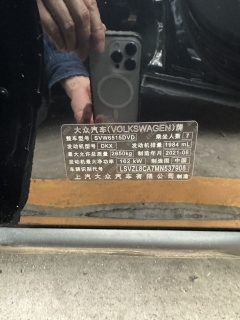 大众汽车(VOLKSWAGEN)牌
整车型号 SVW6515DVD 乘坐人数 7
发动机型号 DKX 发动机排量 1984 mL
最大允许总质量 2650kg 制造年月 2021-08
发动机最大净功率 162 kW 制造国 中国
车辆识别代号 LSVZL8CA7MN537908
上汽大众汽车有限公司 制造